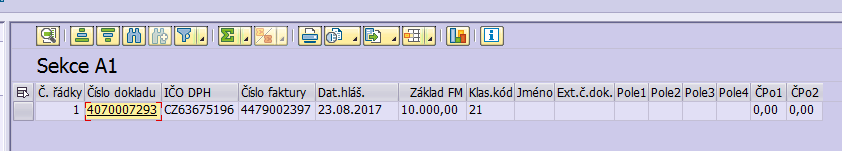 Sekce A1
Č. řádky Číslo dokladu IČO DPH Číslo faktury Dat.hláš. Základ FM Klas.kód Jméno Ext.č.dok. Pole1 Pole2 Pole3 Pole4 ČPo1 ČPo2
1 4070007293 CZ63675196 4479002397 23.08.2017 10.000,00 21 0,00 0,00